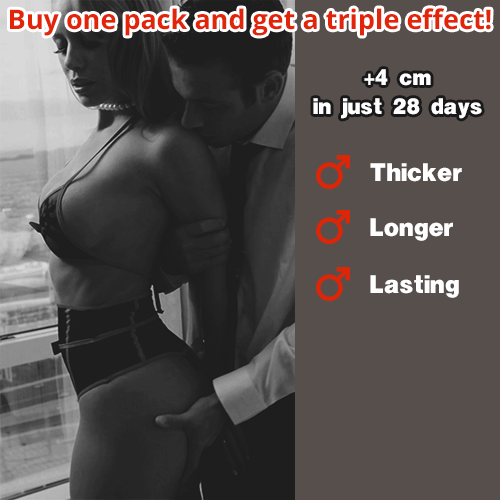 Buy one pack and get a triple effect!
+4 cm
in just 28 days
Thicker
Longer
Lasting